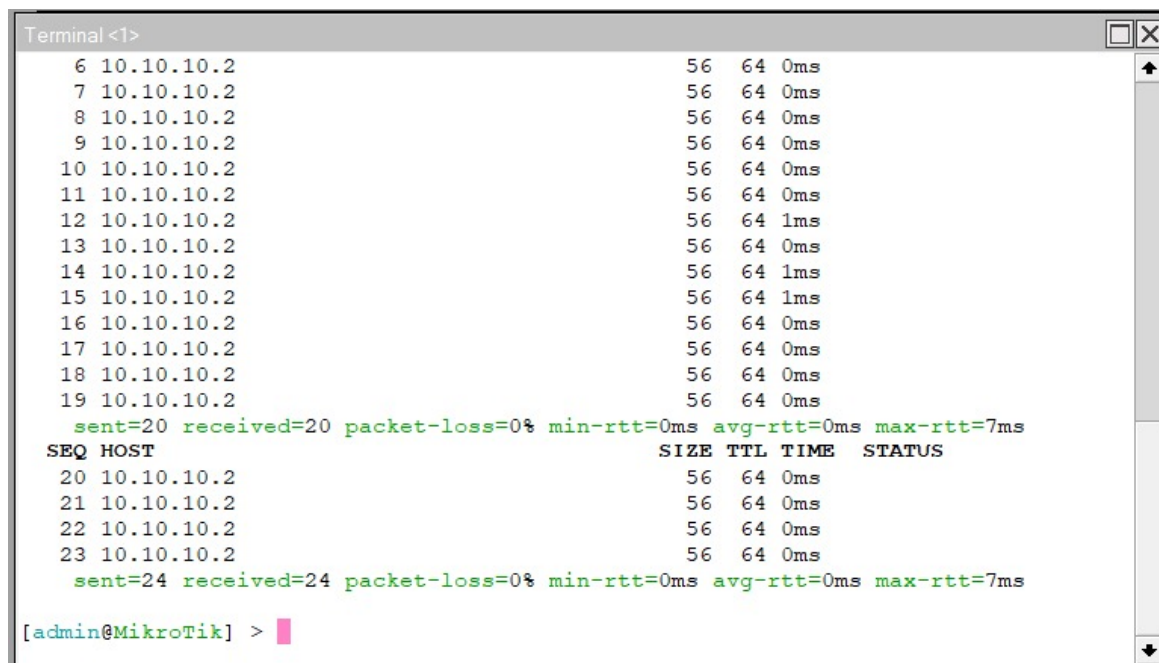 Terminal <1>
6 10.10.10.2 56 64 0ms
7 10.10.10.2 56 64 0ms
8 10.10.10.2 56 64 0ms
9 10.10.10.2 56 64 0ms
10 10.10.10.2 56 64 0ms
11 10.10.10.2 56 64 0ms
12 10.10.10.2 56 64 1ms
13 10.10.10.2 56 64 0ms
14 10.10.10.2 56 64 1ms
15 10.10.10.2 56 64 1ms
16 10.10.10.2 56 64 0ms
17 10.10.10.2 56 64 0ms
18 10.10.10.2 56 64 0ms
19 10.10.10.2 56 64 0ms
sent=20 received=20 packet-loss=0% min-rtt=0ms avg-rtt=0ms max-rtt=7ms
SEQ HOST SIZE TTL TIME STATUS
20 10.10.10.2 56 64 0ms
21 10.10.10.2 56 64 0ms
22 10.10.10.2 56 64 0ms
23 10.10.10.2 56 64 0ms
sent=24 received=24 packet-loss=0% min-rtt=0ms avg-rtt=0ms max-rtt=7ms
[admin@MikroTik] >